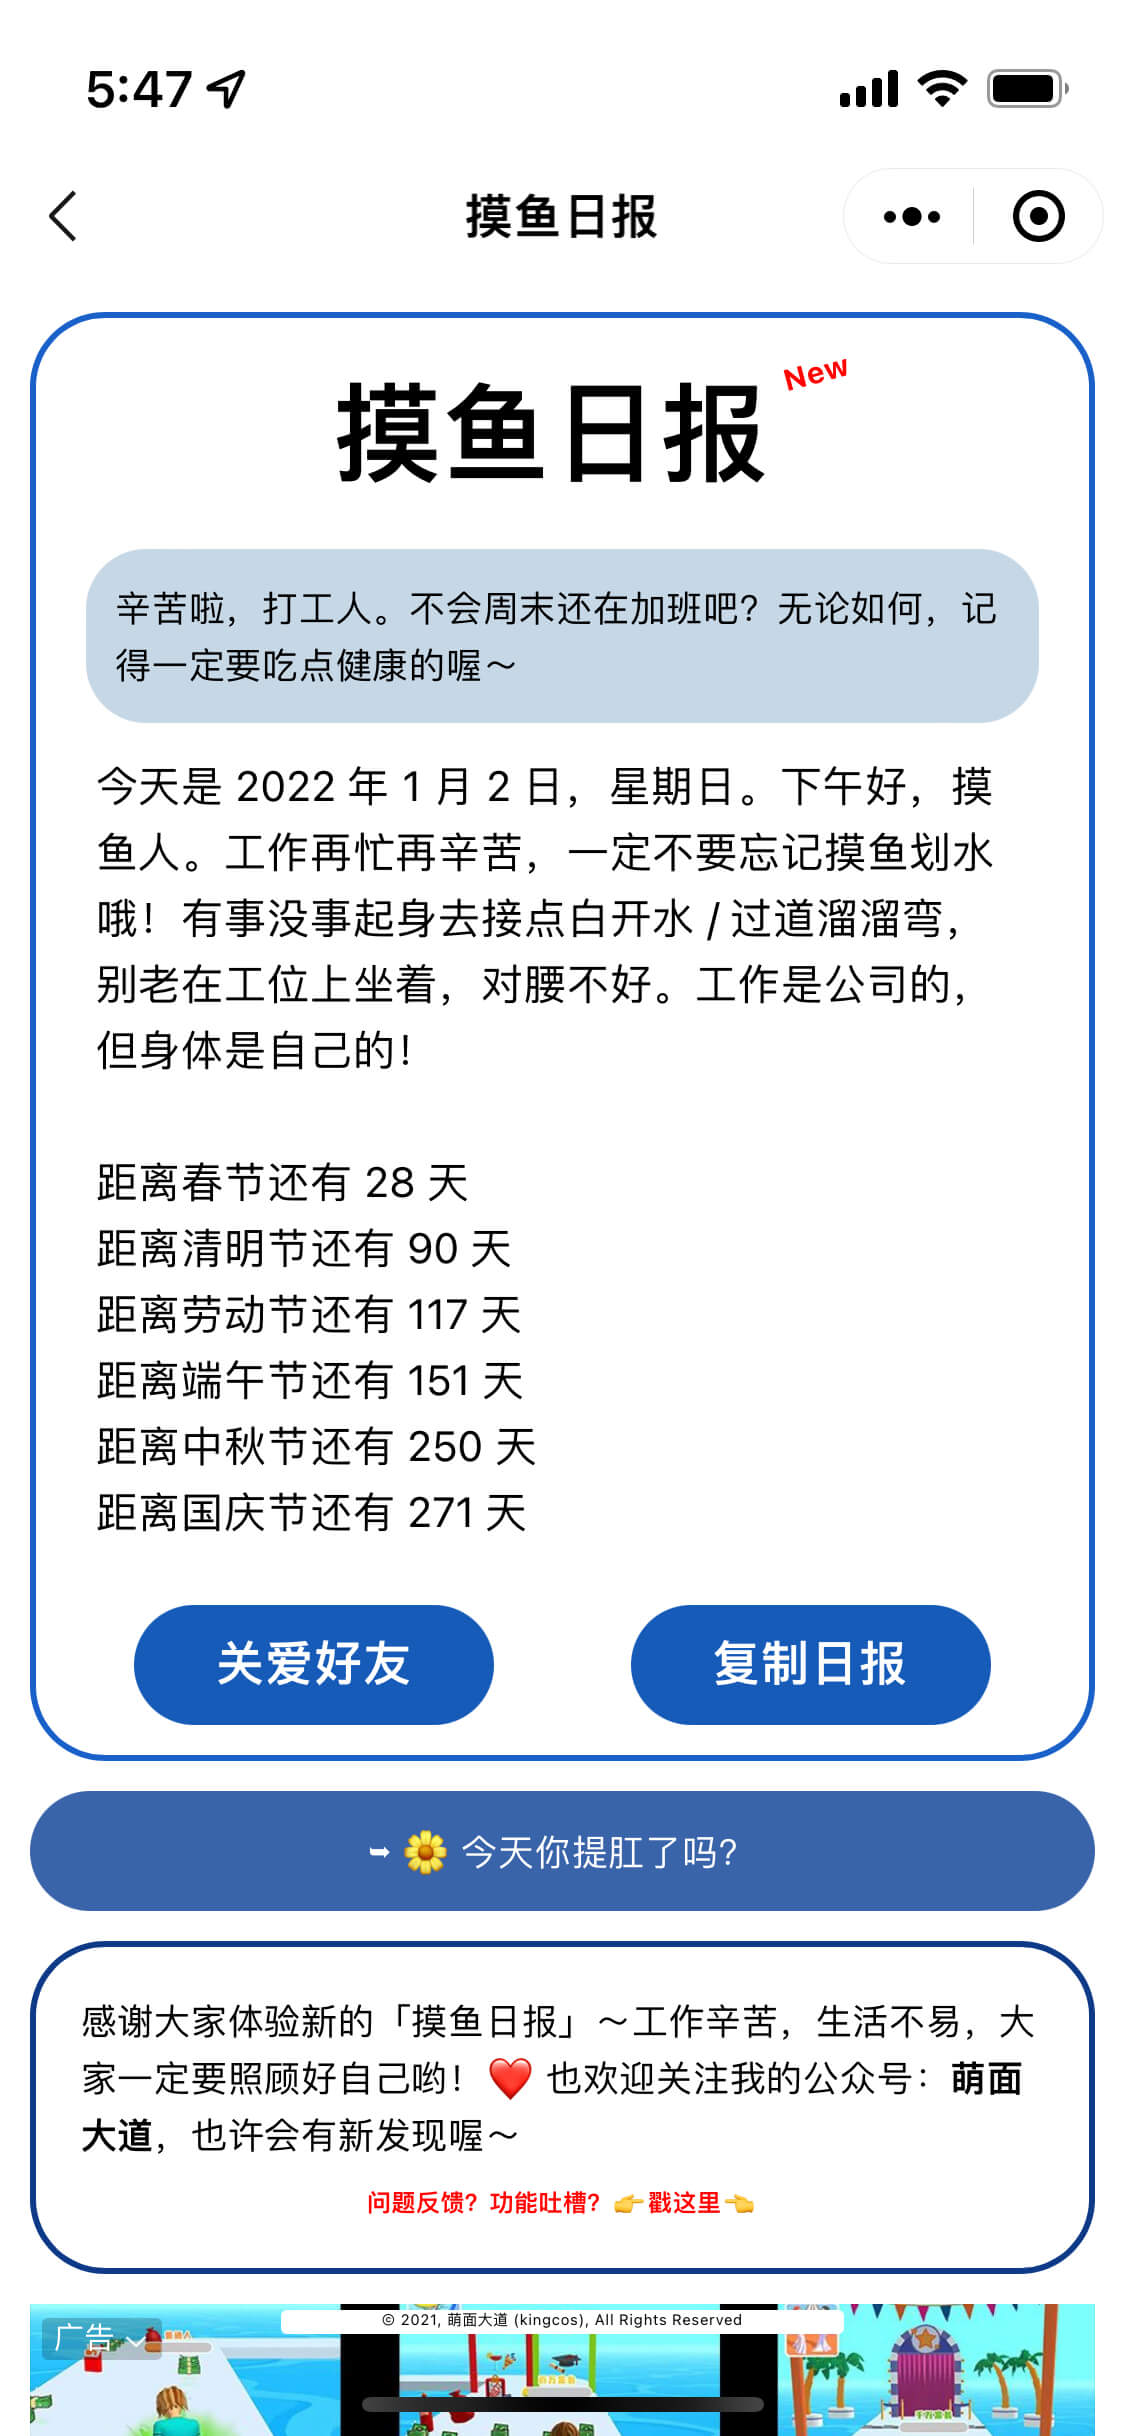 5:47
摸鱼日报
摸鱼日报
New
辛苦啦，打工人。不会周末还在加班吧？无论如何，记
得一定要吃点健康的喔～
今天是 2022 年 1 月 2 日，星期日。下午好，摸
鱼人。工作再忙再辛苦，一定不要忘记摸鱼划水
哦！有事没事起身去接点白开水 / 过道溜溜弯，
别老在工位上坐着，对腰不好。工作是公司的，
但身体是自己的！
距离春节还有 28 天
距离清明节还有 90 天
距离劳动节还有 117 天
距离端午节还有 151 天
距离中秋节还有 250 天
距离国庆节还有 271 天
关爱好友
复制日报
➥ 🌼 今天你提肛了吗?
感谢大家体验新的「摸鱼日报」～工作辛苦，生活不易，大
家一定要照顾好自己哟！❤️ 也欢迎关注我的公众号：萌面
大道，也许会有新发现喔～
问题反馈？功能吐槽？👉戳这里👈
© 2021, 萌面大道 (kingcos), All Rights Reserved
广告